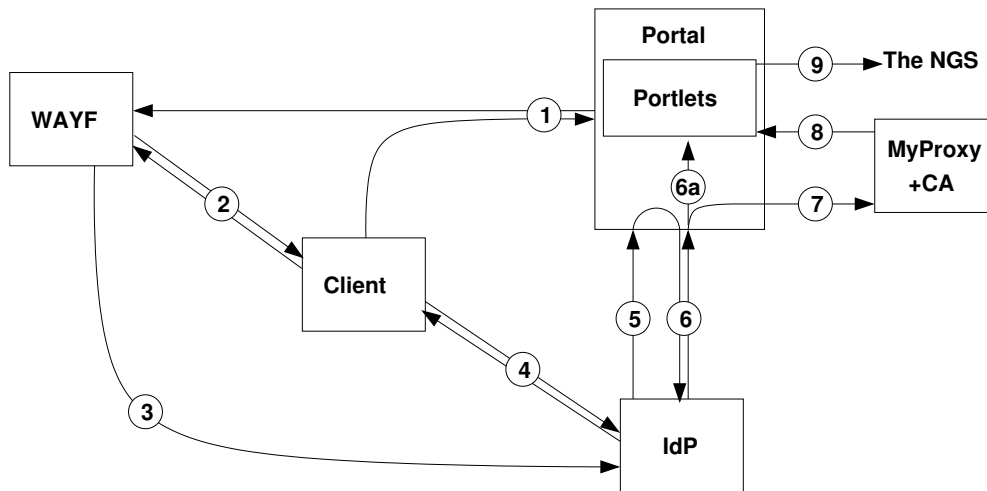 Portal
9
The NGS
Portlets
WAYF
1
8
MyProxy
+CA
6a
2
7
Client
5
6
4
3
IdP